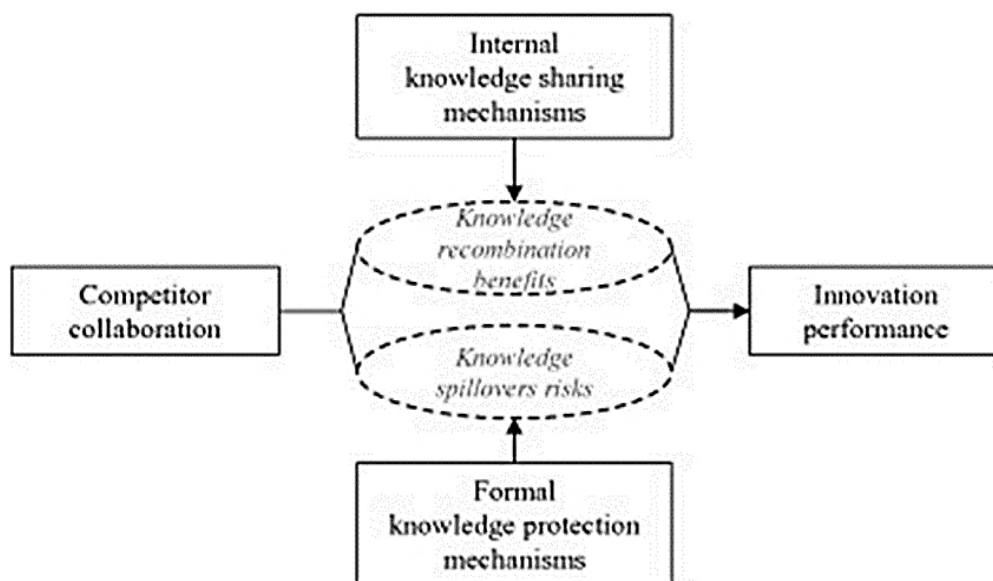 Internal
knowledge sharing
mechanisms
Knowledge
recombination
benefits
Competitor
collaboration
Innovation
performance
Knowledge
spillovers risks
Formal
knowledge protection
mechanisms